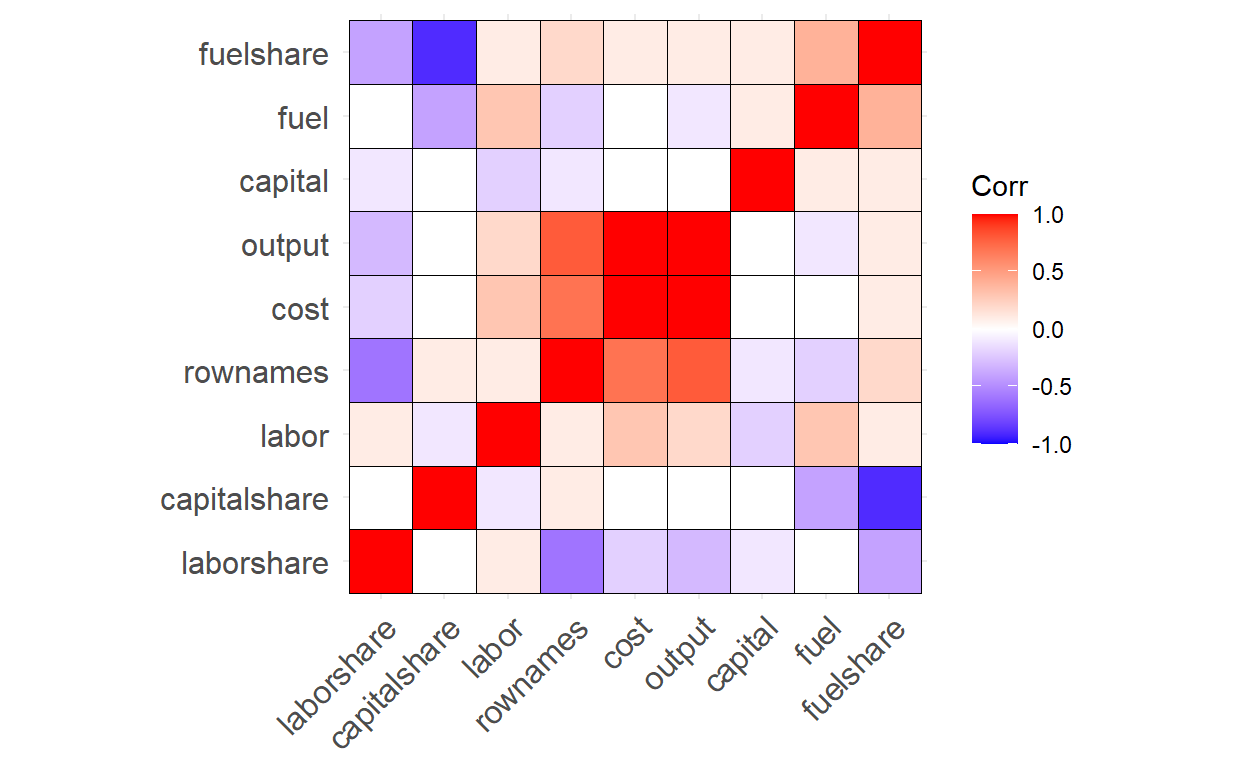 fuelshare
fuel
capital
output
cost
rownames
labor
capitalshare
laborshare
laborshare
capitalshare
labor
rownames
cost
output
capital
fuel
fuelshare
Corr
1.0
0.5
0.0
-0.5
-1.0